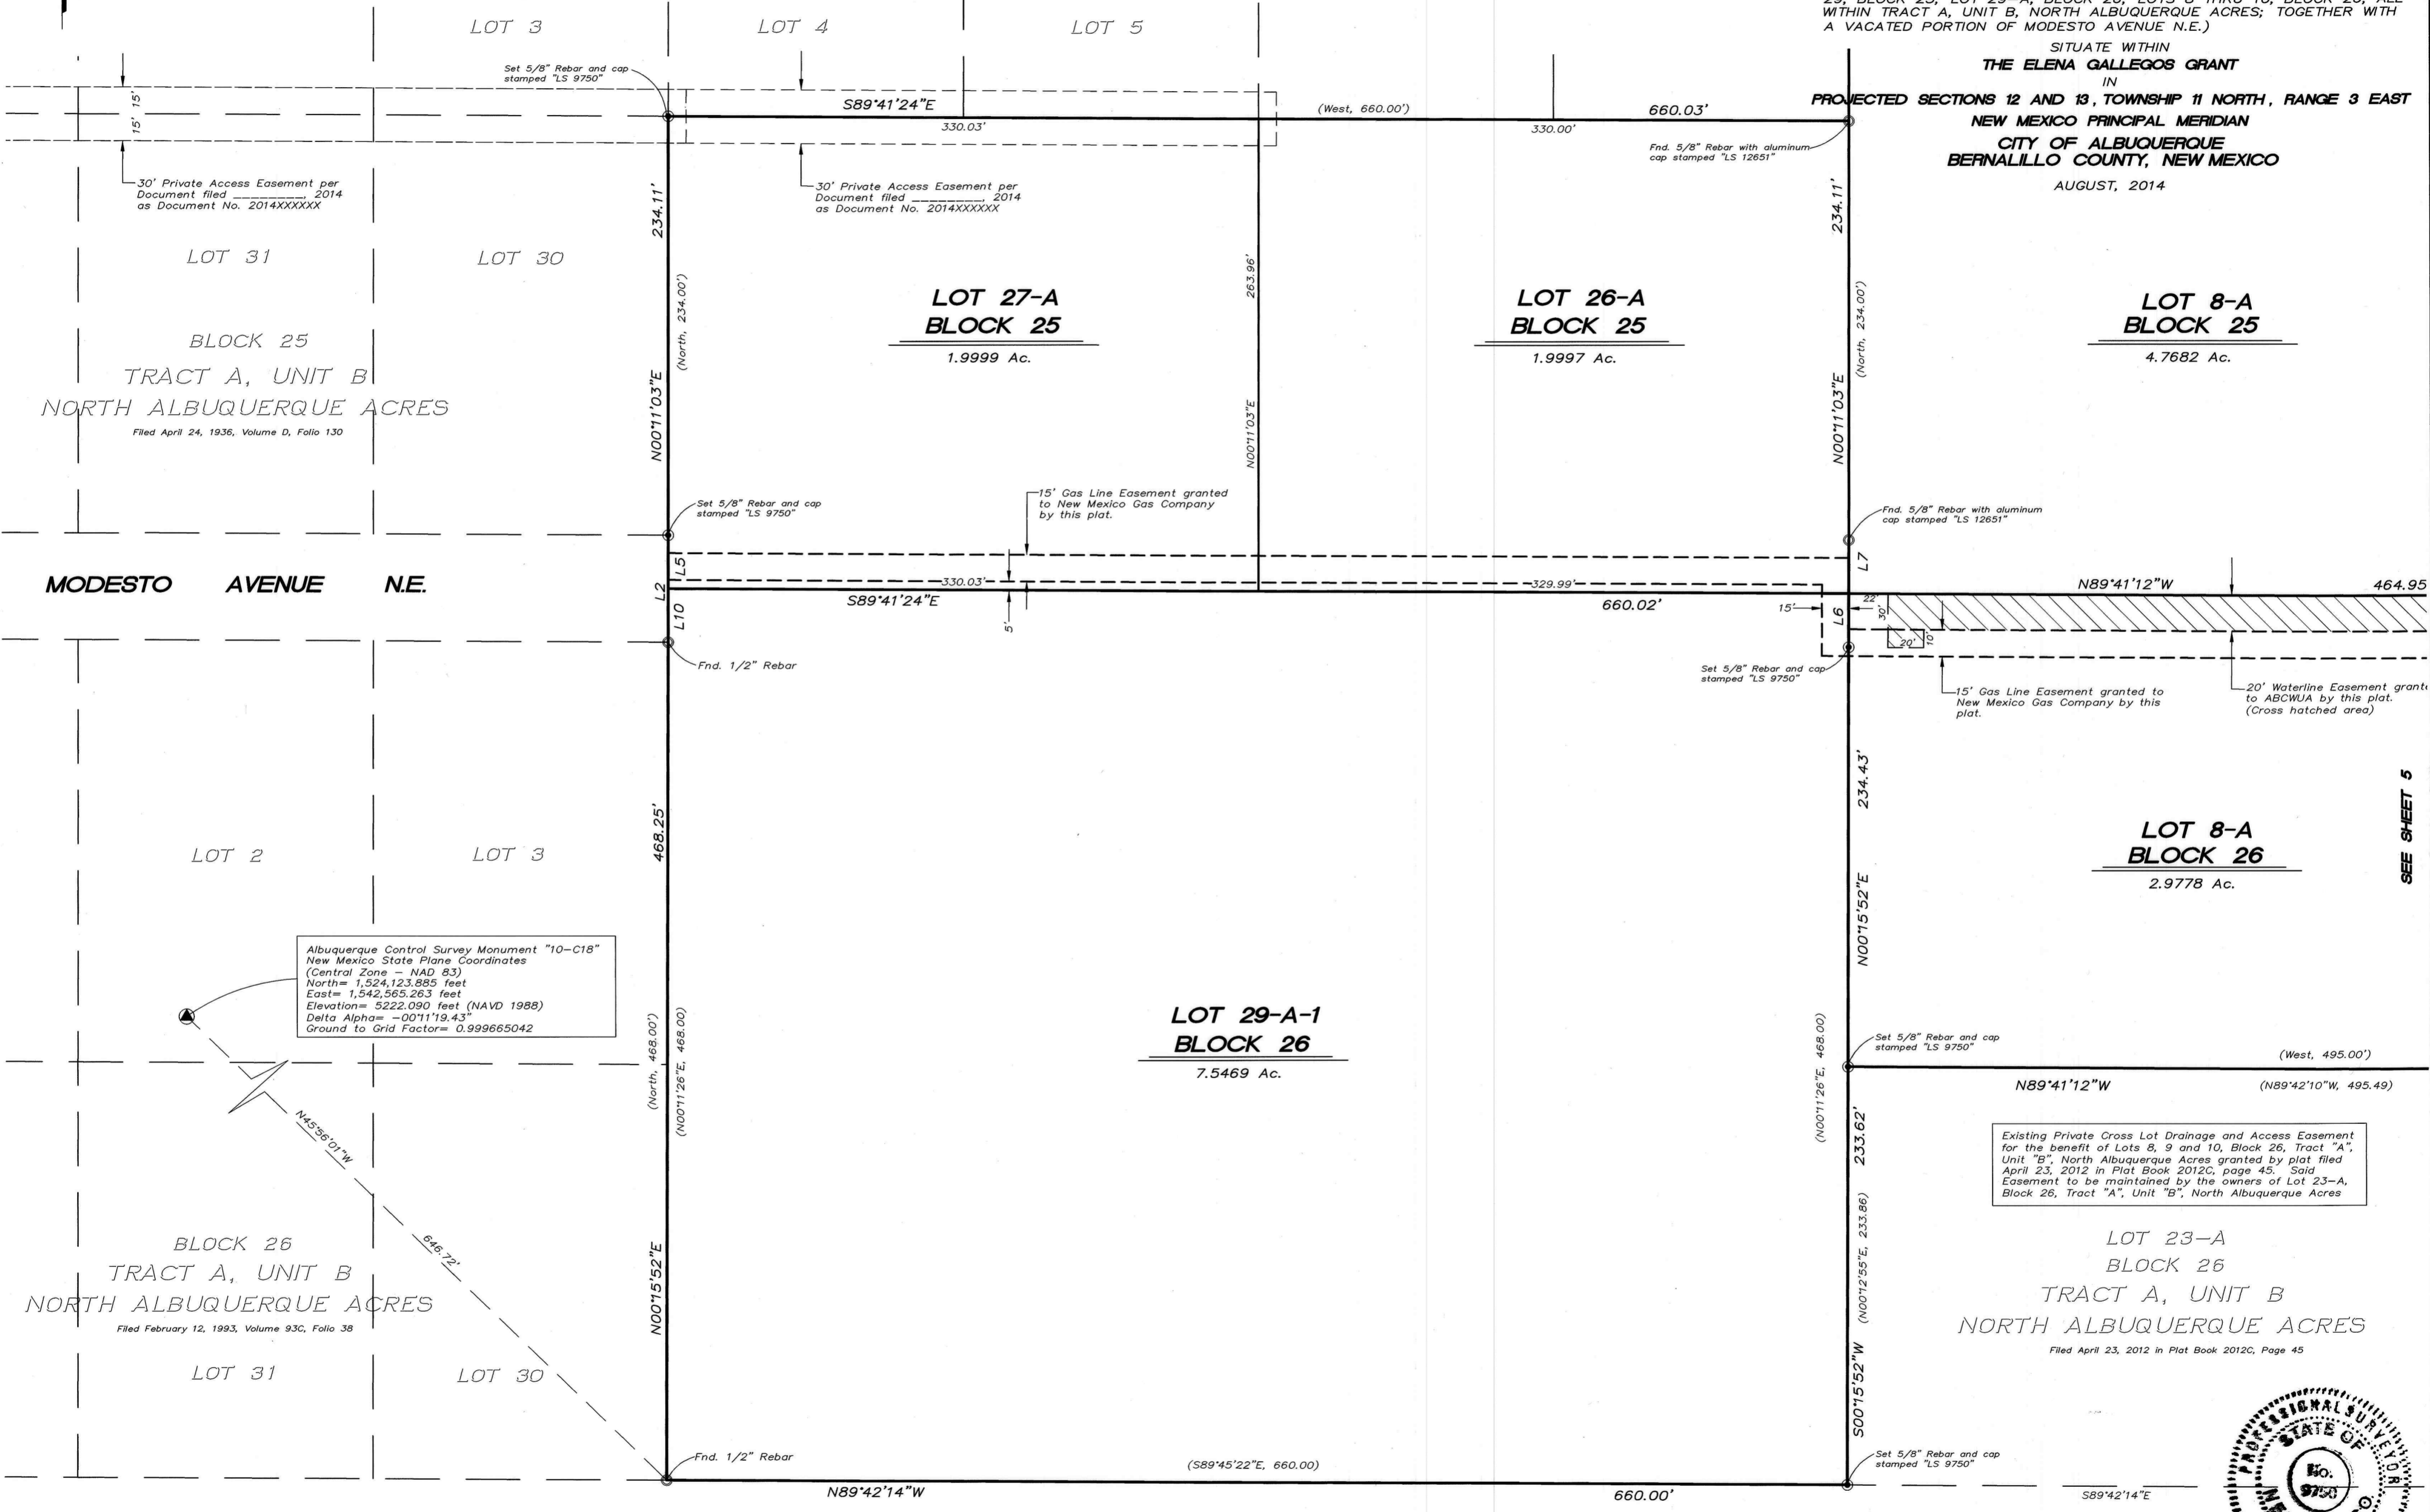 LOT 3
LOT 4
LOT 5
WITHIN TRACT A, UNIT B, NORTH ALBUQUERQUE ACRES; TOGETHER WITH
A VACATED PORTION OF MODESTO AVENUE N.E.)
SITUATE WITHIN
THE ELENA GALLEGOS GRANT
IN
PROJECTED SECTIONS 12 AND 13, TOWNSHIP 11 NORTH, RANGE 3 EAST
NEW MEXICO PRINCIPAL MERIDIAN
CITY OF ALBUQUERQUE
BERNALILLO COUNTY, NEW MEXICO
AUGUST, 2014
Set 5/8" Rebar and cap
stamped "LS 9750"
15'
15'
S89°41'24"E
330.03'
(West, 660.00')
330.00'
660.03'
Fnd. 5/8" Rebar with aluminum
cap stamped "LS 12651"
30' Private Access Easement per
Document filed ________, 2014
as Document No. 2014XXXXXX
30' Private Access Easement per
Document filed ________, 2014
as Document No. 2014XXXXXX
234.11'
(North, 234.00')
N00°11'03"E
263.96'
N00°11'03"E
234.11'
(North, 234.00')
N00°11'03"E
LOT 31
LOT 30
LOT 27-A
BLOCK 25
1.9999 Ac.
LOT 26-A
BLOCK 25
1.9997 Ac.
LOT 8-A
BLOCK 25
4.7682 Ac.
BLOCK 25
TRACT A, UNIT B
NORTH ALBUQUERQUE ACRES
Filed April 24, 1936, Volume D, Folio 130
Set 5/8" Rebar and cap
stamped "LS 9750"
15' Gas Line Easement granted
to New Mexico Gas Company
by this plat.
Fnd. 5/8" Rebar with aluminum
cap stamped "LS 12651"
MODESTO AVENUE N.E.
L5
L2
L10
330.03'
S89°41'24"E
5'
329.99'
660.02'
15'
L7
L6
22'
30'
20'
10'
N89°41'12"W
464.95
Fnd. 1/2" Rebar
Set 5/8" Rebar and cap
stamped "LS 9750"
15' Gas Line Easement granted to
New Mexico Gas Company by this
plat.
20' Waterline Easement grant
to ABCWUA by this plat.
(Cross hatched area)
SEE SHEET 5
LOT 2
LOT 3
468.25'
234.43'
N00°15'52"E
LOT 8-A
BLOCK 26
2.9778 Ac.
Albuquerque Control Survey Monument "10-C18"
New Mexico State Plane Coordinates
(Central Zone - NAD 83)
North= 1,524,123.885 feet
East= 1,542,565.263 feet
Elevation= 5222.090 feet (NAVD 1988)
Delta Alpha= -00°11'19.43"
Ground to Grid Factor= 0.999665042
(North, 468.00')
(N00°11'26"E, 468.00)
LOT 29-A-1
BLOCK 26
7.5469 Ac.
(N00°11'26"E, 468.00)
Set 5/8" Rebar and cap
stamped "LS 9750"
(West, 495.00')
N89°41'12"W
(N89°42'10"W, 495.49)
N45°56'01"W
646.72'
233.62'
(N00°12'55"E, 233.86)
S00°15'52"W
Existing Private Cross Lot Drainage and Access Easement
for the benefit of Lots 8, 9 and 10, Block 26, Tract "A",
Unit "B", North Albuquerque Acres granted by plat filed
April 23, 2012 in Plat Book 2012C, page 45. Said
Easement to be maintained by the owners of Lot 23-A,
Block 26, Tract "A", Unit "B", North Albuquerque Acres
BLOCK 26
TRACT A, UNIT B
NORTH ALBUQUERQUE ACRES
Filed February 12, 1993, Volume 93C, Folio 38
N00°15'52"E
LOT 23-A
BLOCK 26
TRACT A, UNIT B
NORTH ALBUQUERQUE ACRES
Filed April 23, 2012 in Plat Book 2012C, Page 45
LOT 31
LOT 30
Fnd. 1/2" Rebar
N89°42'14"W
(S89°45'22"E, 660.00)
660.00'
Set 5/8" Rebar and cap
stamped "LS 9750"
S89°42'14"E
PROFESSIONAL SURVEYOR
STATE OF
No.
9750